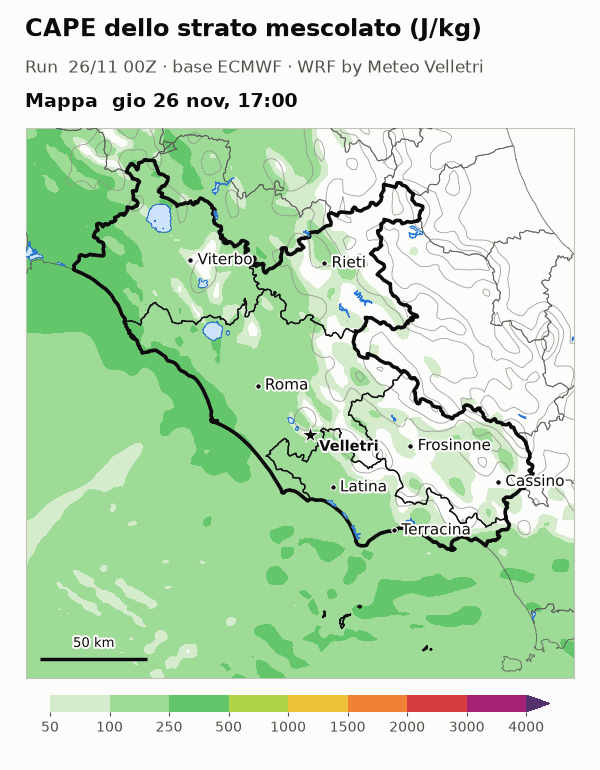 CAPE dello strato mescolato (J/kg)
Run  26/11 00Z · base ECMWF · WRF by Meteo Velletri
Mappa  gio 26 nov, 17:00
Viterbo
Rieti
Roma
Velletri
Frosinone
Cassino
Latina
Terracina
50 km
50 100 250 500 1000 1500 2000 3000 4000